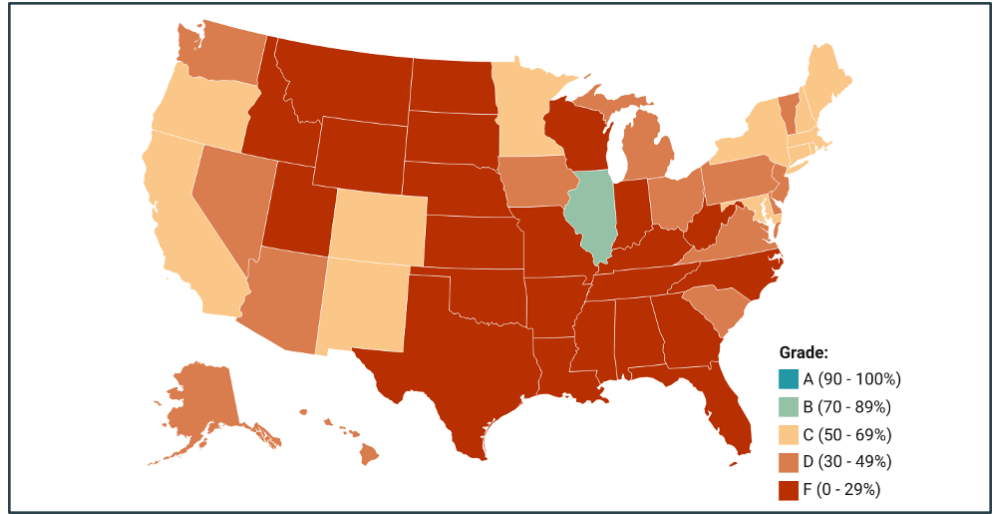 Grade:
A (90 - 100%)
B (70 - 89%)
C (50 - 69%)
D (30 - 49%)
F (0 - 29%)